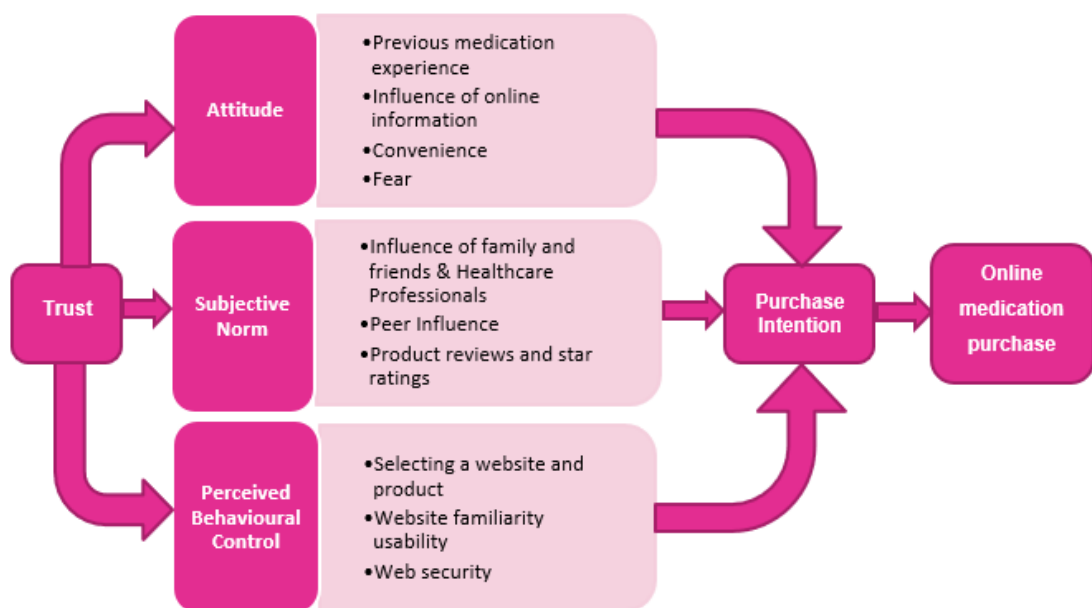 Trust
Attitude
•Previous medication
experience
•Influence of online
information
•Convenience
•Fear
Subjective
Norm
•Influence of family and
friends & Healthcare
Professionals
•Peer Influence
•Product reviews and star
ratings
Perceived
Behavioural
Control
•Selecting a website and
product
•Website familiarity
usability
•Web security
Purchase
Intention
Online
medication
purchase